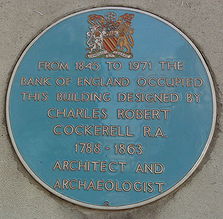 FROM 1845 TO 1971 THE
BANK OF ENGLAND OCCUPIED
THIS BUILDING DESIGNED BY
CHARLES ROBERT
COCKERELL R.A.
1788 - 1863
ARCHITECT AND
ARCHAEOLOGIST